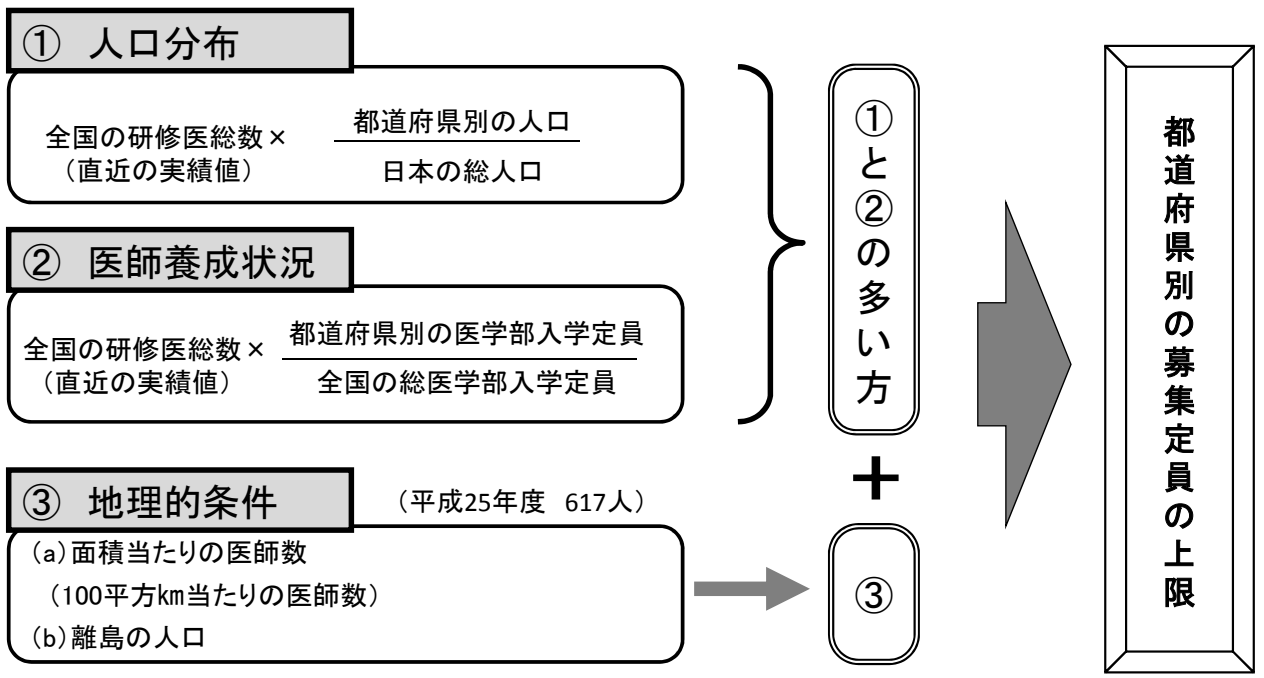 ① 人口分布
全国の研修医総数×
（直近の実績値）
都道府県別の人口
日本の総人口
② 医師養成状況
全国の研修医総数×
（直近の実績値）
都道府県別の医学部入学定員
全国の総医学部入学定員
③ 地理的条件
（平成25年度 617人）
(a)面積当たりの医師数
（100平方㎞当たりの医師数）
(b)離島の人口
①と②の多い方
＋
③
都道府県別の募集定員の上限